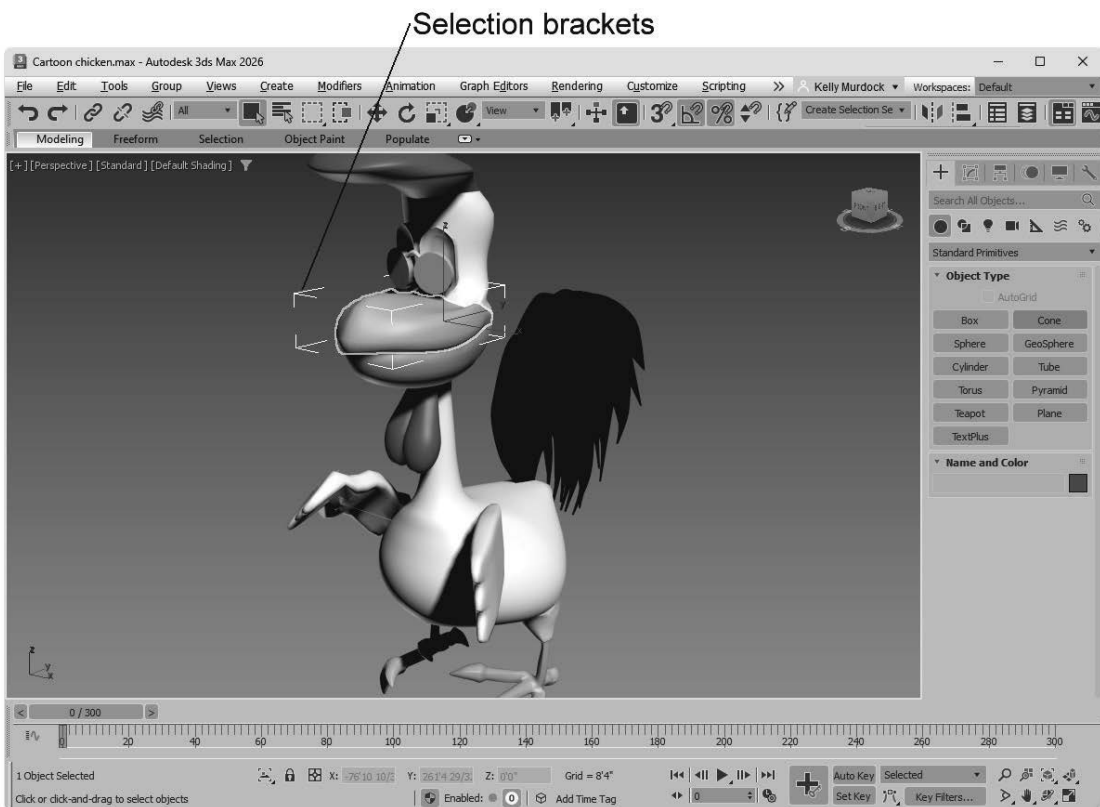 Selection brackets
Cartoon chicken.max - Autodesk 3ds Max 2026
File Edit Tools Group Views Create Modifiers Animation Graph Editors Rendering Customize Scripting Kelly Murdock Workspaces: Default
All View Create Selection Se
Modeling Freeform Selection Object Paint Populate
[+] [Perspective] [Standard] [Default Shading]
Search All Objects...
Standard Primitives
Object Type
AutoGrid
Box Cone
Sphere GeoSphere
Cylinder Tube
Torus Pyramid
Teapot Plane
TextPlus
Name and Color
z
y
x
< 0 / 300 >
0 20 40 60 80 100 120 140 160 180 200 220 240 260 280 300
1 Object Selected X: Y: Z: 0'0" Grid = 8'4" Auto Key Selected
Click or click-and-drag to select objects Enabled: 0 Add Time Tag 0 Set Key Key Filters...